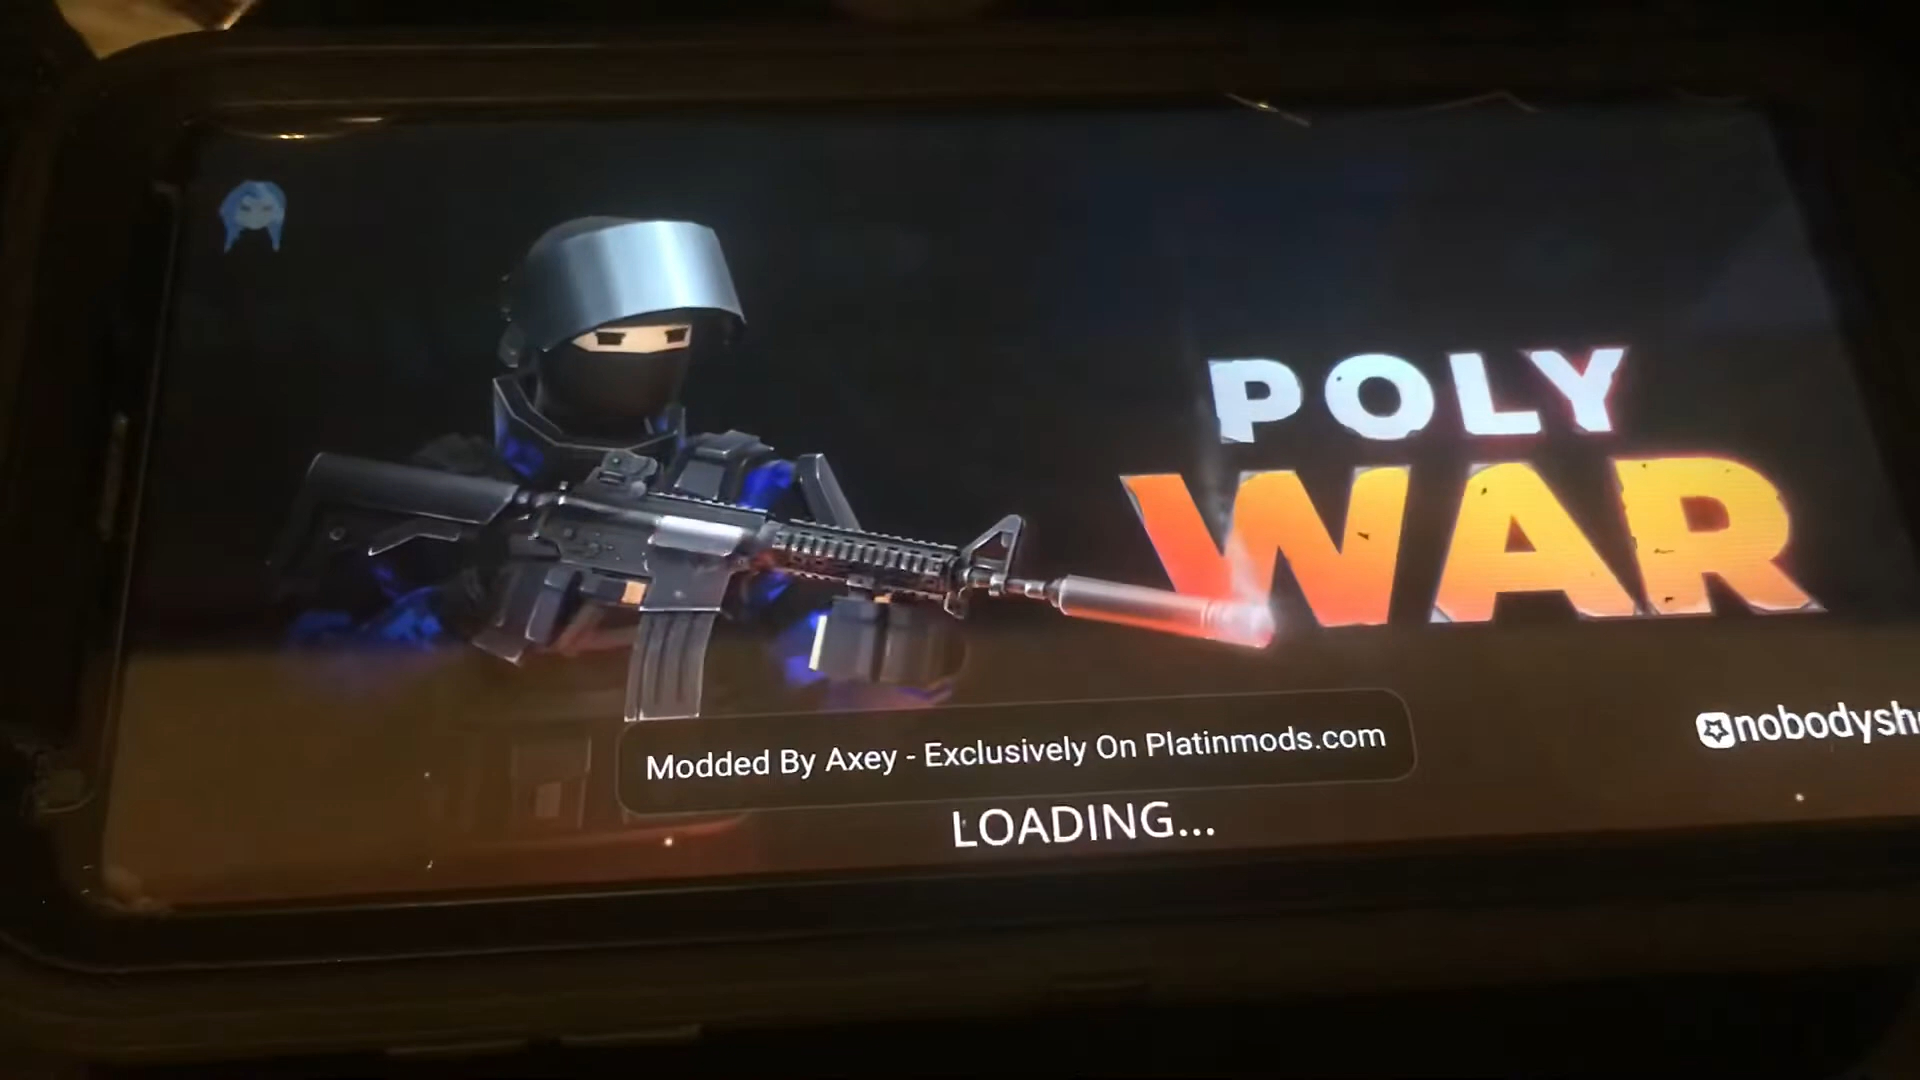 POLY
WAR
Modded By Axey - Exclusively On Platinmods.com
LOADING...